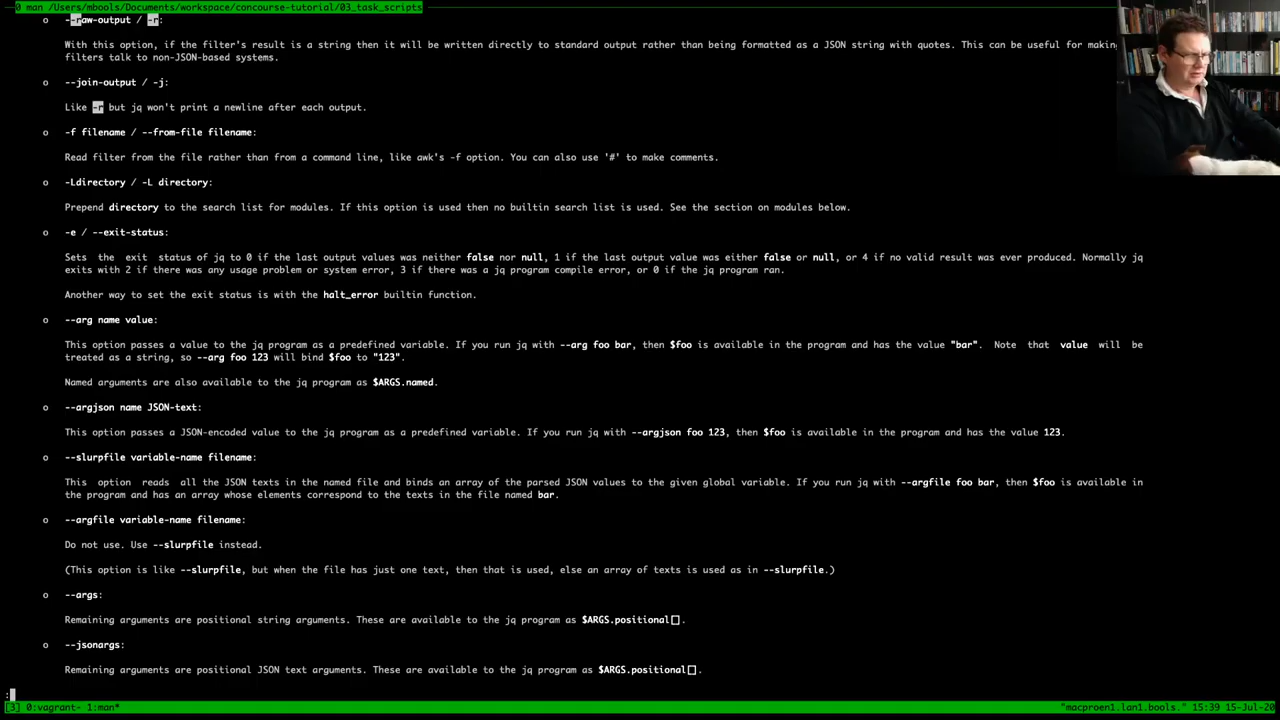 0 man /Users/mbools/Documents/workspace/concourse-tutorial/03_task_scripts
o --raw-output / -r:
With this option, if the filter's result is a string then it will be written directly to standard output rather than being formatted as a JSON string with quotes. This can be useful for making
filters talk to non-JSON-based systems.
o --join-output / -j:
Like -r but jq won't print a newline after each output.
o -f filename / --from-file filename:
Read filter from the file rather than from a command line, like awk's -f option. You can also use '#' to make comments.
o -Ldirectory / -L directory:
Prepend directory to the search list for modules. If this option is used then no builtin search list is used. See the section on modules below.
o -e / --exit-status:
Sets the exit status of jq to 0 if the last output values was neither false nor null, 1 if the last output value was either false or null, or 4 if no valid result was ever produced. Normally jq
exits with 2 if there was any usage problem or system error, 3 if there was a jq program compile error, or 0 if the jq program ran.
Another way to set the exit status is with the halt_error builtin function.
o --arg name value:
This option passes a value to the jq program as a predefined variable. If you run jq with --arg foo bar, then $foo is available in the program and has the value "bar". Note that value will be
treated as a string, so --arg foo 123 will bind $foo to "123".
Named arguments are also available to the jq program as $ARGS.named.
o --argjson name JSON-text:
This option passes a JSON-encoded value to the jq program as a predefined variable. If you run jq with --argjson foo 123, then $foo is available in the program and has the value 123.
o --slurpfile variable-name filename:
This option reads all the JSON texts in the named file and binds an array of the parsed JSON values to the given global variable. If you run jq with --argfile foo bar, then $foo is available in
the program and has an array whose elements correspond to the texts in the file named bar.
o --argfile variable-name filename:
Do not use. Use --slurpfile instead.
(This option is like --slurpfile, but when the file has just one text, then that is used, else an array of texts is used as in --slurpfile.)
o --args:
Remaining arguments are positional string arguments. These are available to the jq program as $ARGS.positional[].
o --jsonargs:
Remaining arguments are positional JSON text arguments. These are available to the jq program as $ARGS.positional[].
:
[3] 0:vagrant- 1:man* "macproen1.lan1.bools." 15:39 15-Jul-20